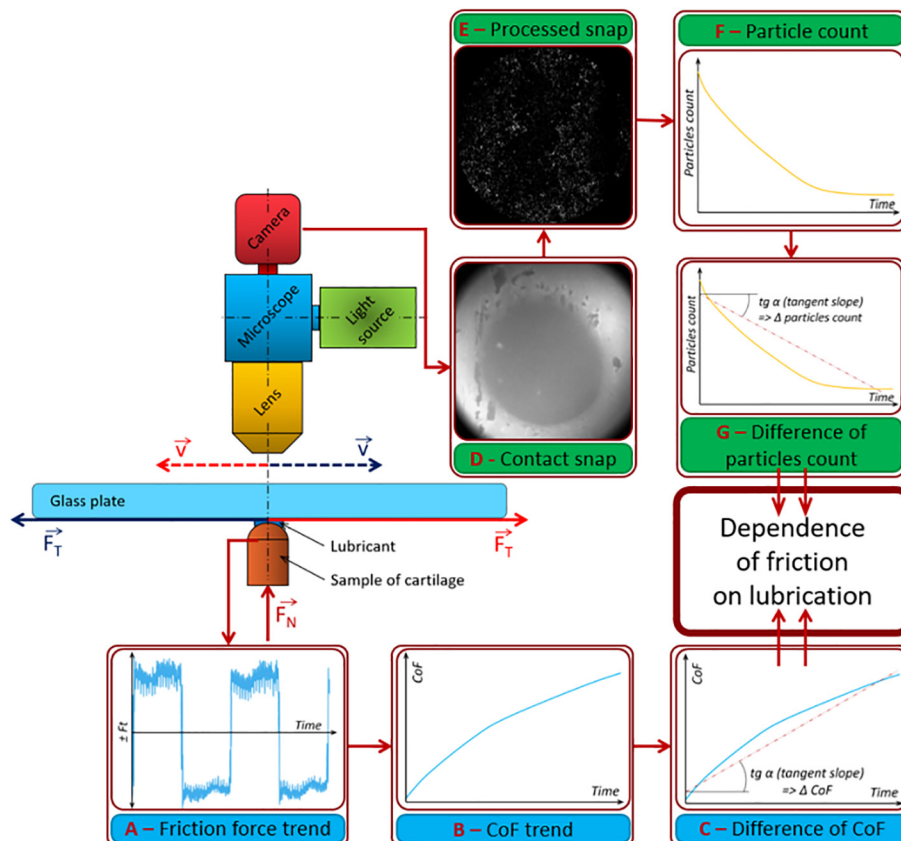 E – Processed snap
F – Particle count
Particles count
Time
Camera
Microscope
Light
source
Lens
D - Contact snap
Particles count
tg α (tangent slope)
=> Δ particles count
Time
G – Difference of
particles count
v
v
Glass plate
F_T
F_T
Lubricant
Sample of cartilage
F_N
Dependence
of friction
on lubrication
± Ft
Time
A – Friction force trend
CoF
Time
B – CoF trend
CoF
tg α (tangent slope)
=> Δ CoF
Time
C – Difference of CoF